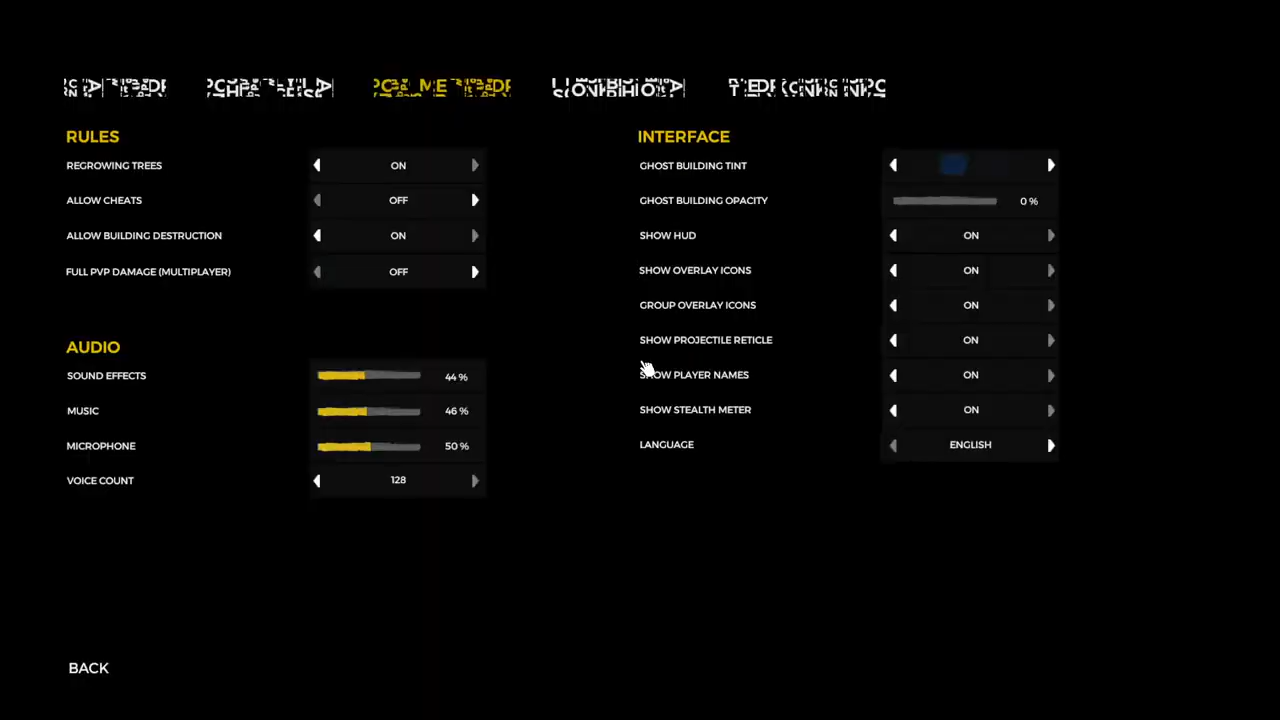 RULES
REGROWING TREES ON
ALLOW CHEATS OFF
ALLOW BUILDING DESTRUCTION ON
FULL PVP DAMAGE (MULTIPLAYER) OFF
AUDIO
SOUND EFFECTS 44 %
MUSIC 46 %
MICROPHONE 50 %
VOICE COUNT 128
INTERFACE
GHOST BUILDING TINT
GHOST BUILDING OPACITY 0 %
SHOW HUD ON
SHOW OVERLAY ICONS ON
GROUP OVERLAY ICONS ON
SHOW PROJECTILE RETICLE ON
SHOW PLAYER NAMES ON
SHOW STEALTH METER ON
LANGUAGE ENGLISH
BACK